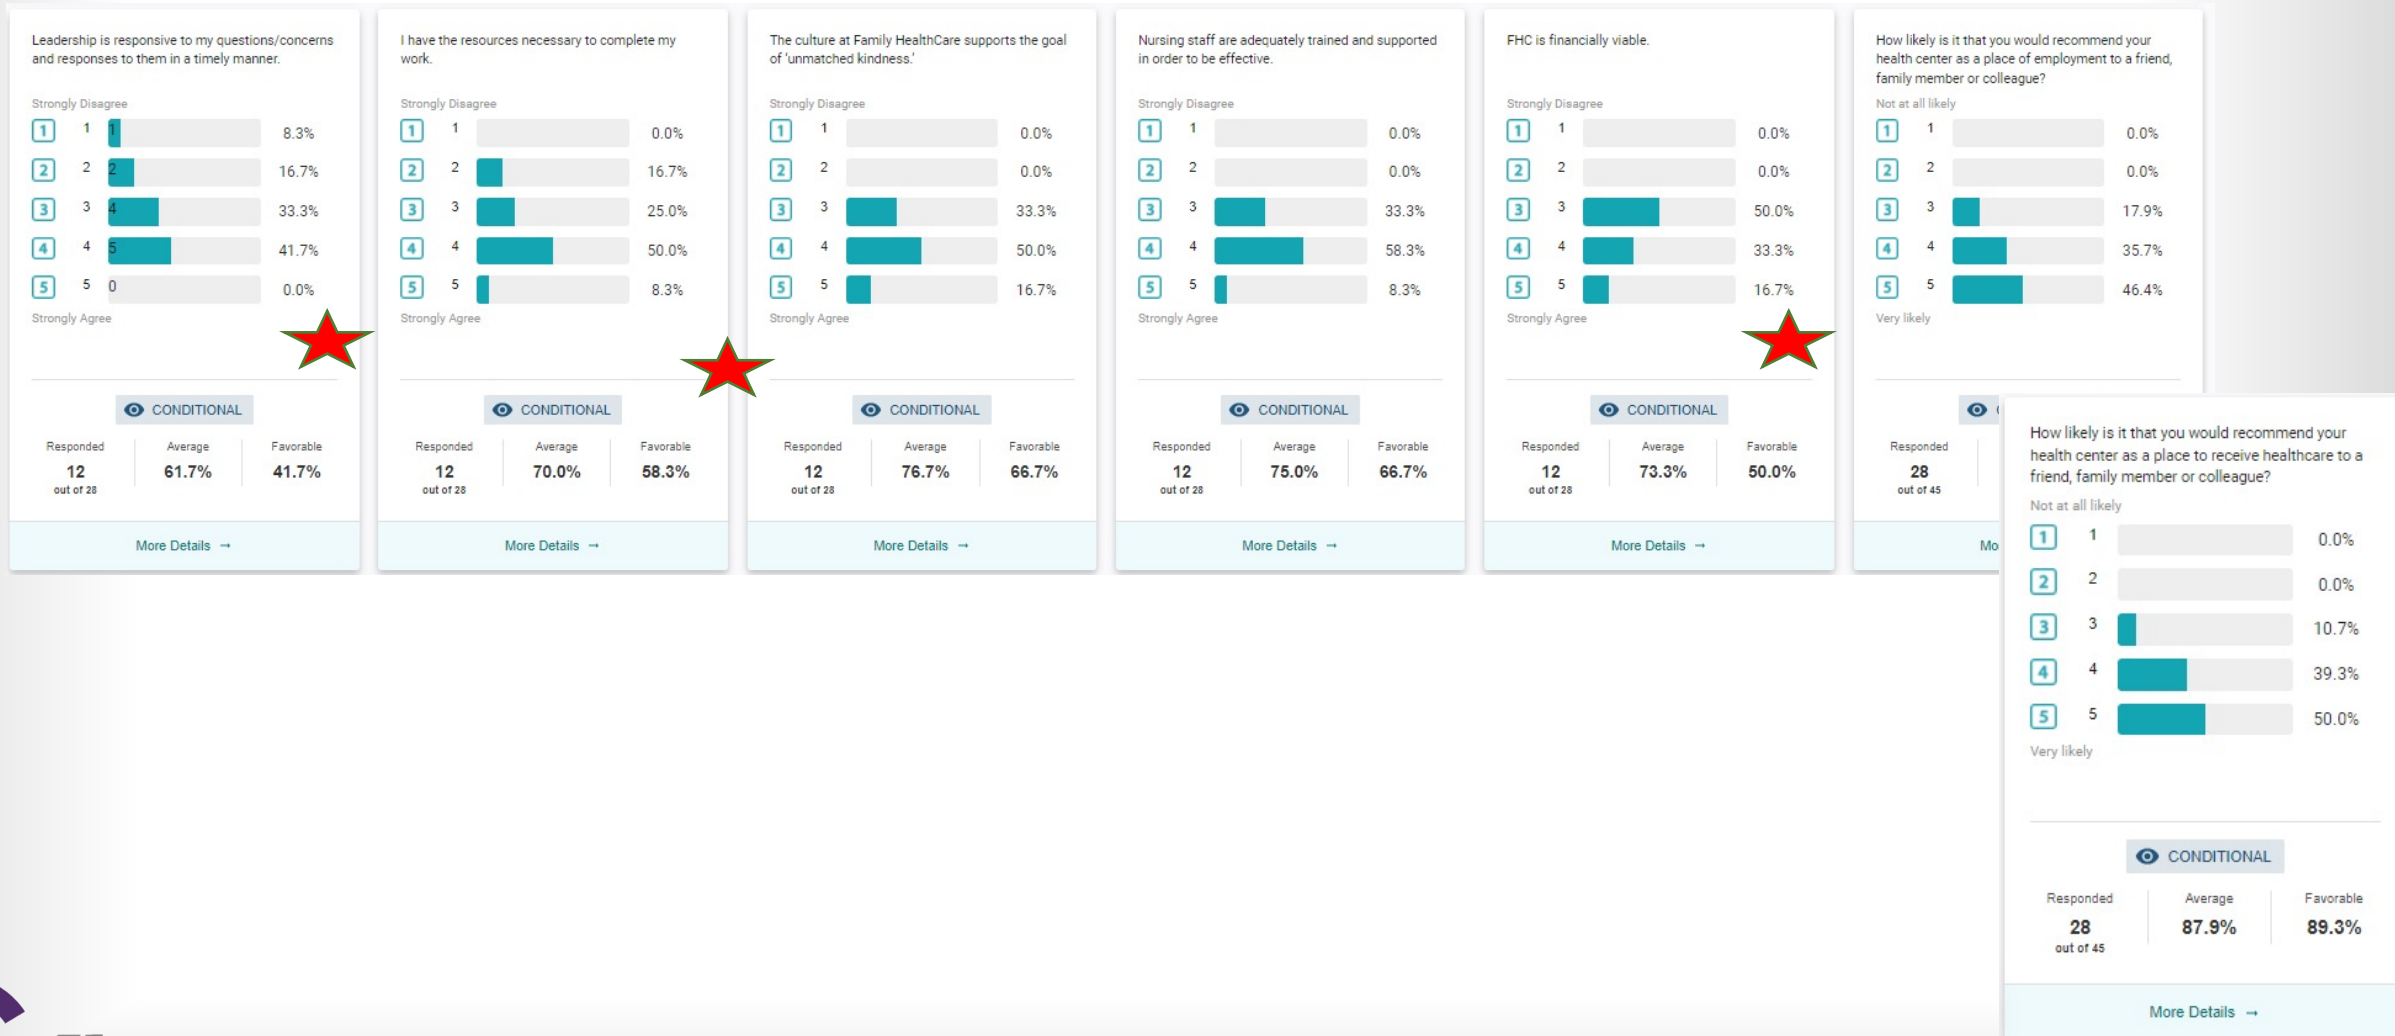 Leadership is responsive to my questions/concerns
and responses to them in a timely manner.
Strongly Disagree
1 1 1 8.3%
2 2 2 16.7%
3 3 4 33.3%
4 4 5 41.7%
5 5 0 0.0%
Strongly Agree
CONDITIONAL
Responded Average Favorable
12 61.7% 41.7%
out of 28
More Details →
I have the resources necessary to complete my
work.
Strongly Disagree
1 1 0.0%
2 2 16.7%
3 3 25.0%
4 4 50.0%
5 5 8.3%
Strongly Agree
CONDITIONAL
Responded Average Favorable
12 70.0% 58.3%
out of 28
More Details →
The culture at Family HealthCare supports the goal
of 'unmatched kindness.'
Strongly Disagree
1 1 0.0%
2 2 0.0%
3 3 33.3%
4 4 50.0%
5 5 16.7%
Strongly Agree
CONDITIONAL
Responded Average Favorable
12 76.7% 66.7%
out of 28
More Details →
Nursing staff are adequately trained and supported
in order to be effective.
Strongly Disagree
1 1 0.0%
2 2 0.0%
3 3 33.3%
4 4 58.3%
5 5 8.3%
Strongly Agree
CONDITIONAL
Responded Average Favorable
12 75.0% 66.7%
out of 28
More Details →
FHC is financially viable.
Strongly Disagree
1 1 0.0%
2 2 0.0%
3 3 50.0%
4 4 33.3%
5 5 16.7%
Strongly Agree
CONDITIONAL
Responded Average Favorable
12 73.3% 50.0%
out of 28
More Details →
How likely is it that you would recommend your
health center as a place of employment to a friend,
family member or colleague?
Not at all likely
1 1 0.0%
2 2 0.0%
3 3 17.9%
4 4 35.7%
5 5 46.4%
Very likely
Responded
28
out of 45
Mo
How likely is it that you would recommend your
health center as a place to receive healthcare to a
friend, family member or colleague?
Not at all likely
1 1 0.0%
2 2 0.0%
3 3 10.7%
4 4 39.3%
5 5 50.0%
Very likely
CONDITIONAL
Responded Average Favorable
28 87.9% 89.3%
out of 45
More Details →